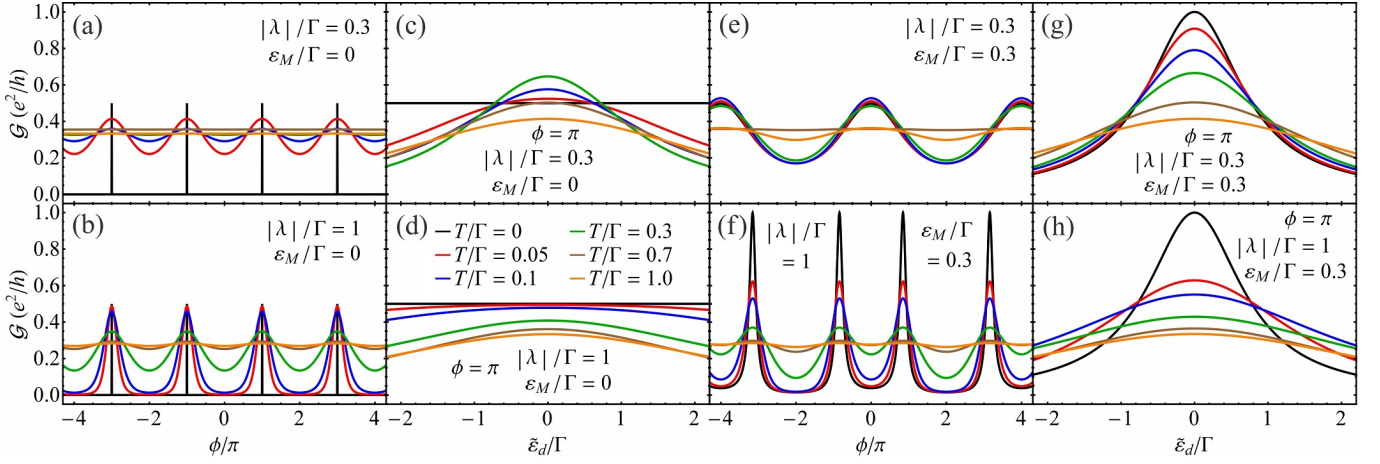 (a)
|λ|/Γ = 0.3
ε_M/Γ = 0
(c)
ϕ = π
|λ|/Γ = 0.3
ε_M/Γ = 0
(e)
|λ|/Γ = 0.3
ε_M/Γ = 0.3
(g)
ϕ = π
|λ|/Γ = 0.3
ε_M/Γ = 0.3
1.0
0.8
0.6
0.4
0.2
0.0
𝒢 (e²/h)
(b)
|λ|/Γ = 1
ε_M/Γ = 0
(d)
T/Γ = 0
T/Γ = 0.3
T/Γ = 0.05
T/Γ = 0.7
T/Γ = 0.1
T/Γ = 1.0
ϕ = π
|λ|/Γ = 1
ε_M/Γ = 0
(f)
|λ|/Γ
= 1
ε_M/Γ
= 0.3
(h)
ϕ = π
|λ|/Γ = 1
ε_M/Γ = 0.3
1.0
0.8
0.6
0.4
0.2
0.0
𝒢 (e²/h)
−4 −2 0 2 4
−2 −1 0 1 2
−4 −2 0 2 4
−2 −1 0 1 2
ϕ/π
ε̃_d/Γ
ϕ/π
ε̃_d/Γ